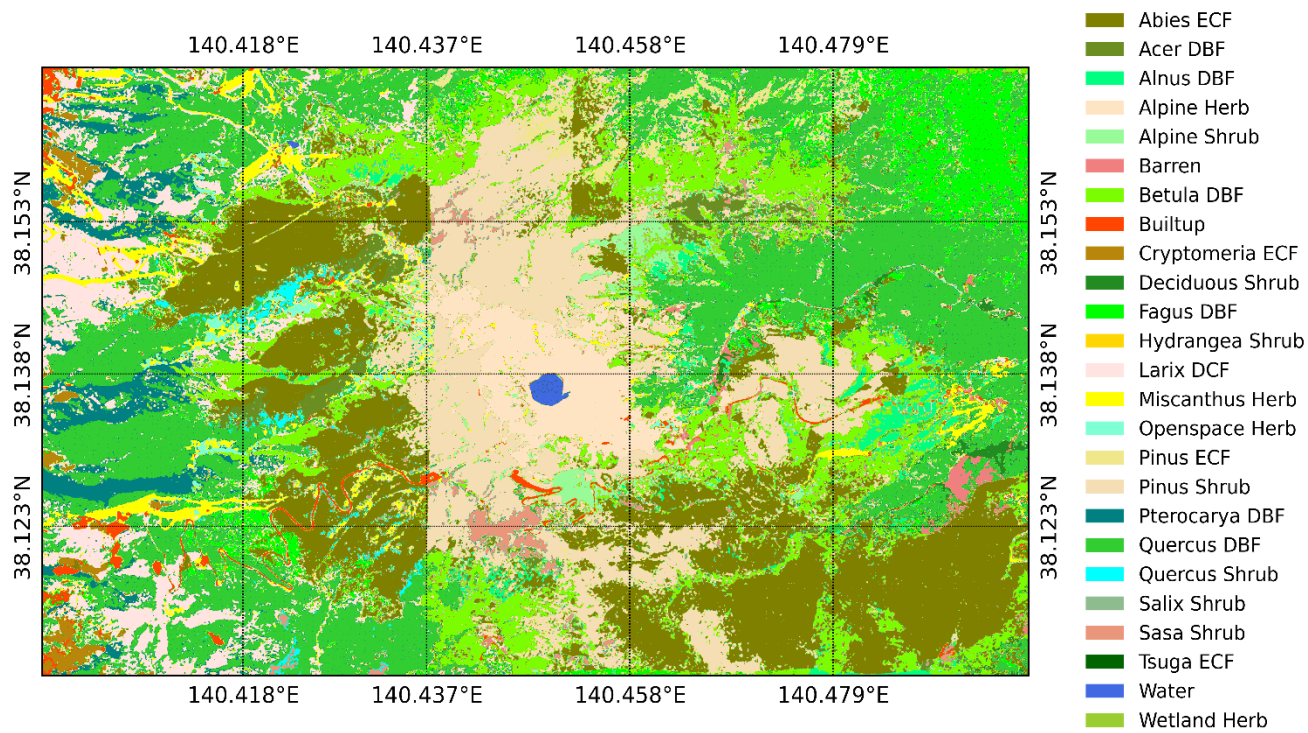 140.418°E 140.437°E 140.458°E 140.479°E
38.153°N
38.138°N
38.123°N
38.153°N
38.138°N
38.123°N
140.418°E 140.437°E 140.458°E 140.479°E
Abies ECF
Acer DBF
Alnus DBF
Alpine Herb
Alpine Shrub
Barren
Betula DBF
Builtup
Cryptomeria ECF
Deciduous Shrub
Fagus DBF
Hydrangea Shrub
Larix DCF
Miscanthus Herb
Openspace Herb
Pinus ECF
Pinus Shrub
Pterocarya DBF
Quercus DBF
Quercus Shrub
Salix Shrub
Sasa Shrub
Tsuga ECF
Water
Wetland Herb